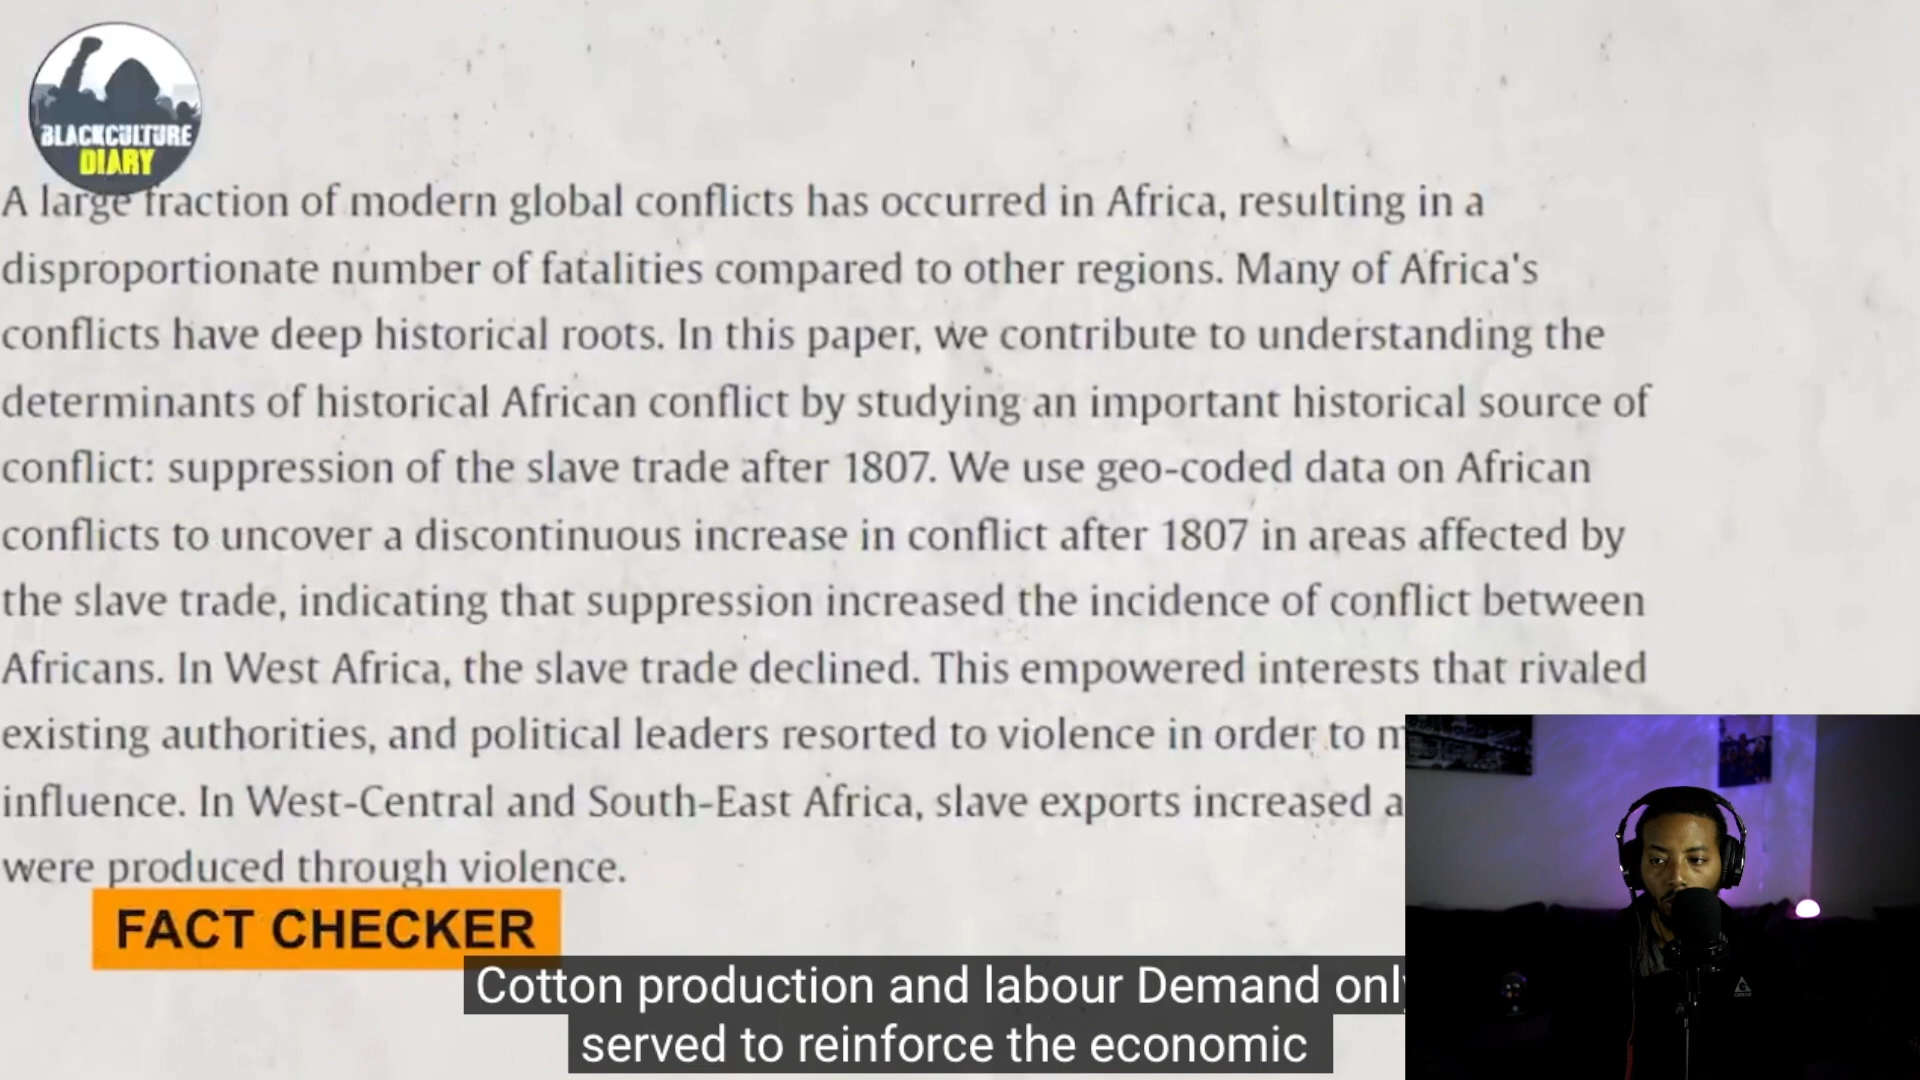 BLACKCULTURE
DIARY
A large fraction of modern global conflicts has occurred in Africa, resulting in a
disproportionate number of fatalities compared to other regions. Many of Africa's
conflicts have deep historical roots. In this paper, we contribute to understanding the
determinants of historical African conflict by studying an important historical source of
conflict: suppression of the slave trade after 1807. We use geo-coded data on African
conflicts to uncover a discontinuous increase in conflict after 1807 in areas affected by
the slave trade, indicating that suppression increased the incidence of conflict between
Africans. In West Africa, the slave trade declined. This empowered interests that rivaled
existing authorities, and political leaders resorted to violence in order to
influence. In West-Central and South-East Africa, slave exports increased
were produced through violence.
FACT CHECKER
Cotton production and labour Demand
served to reinforce the economic